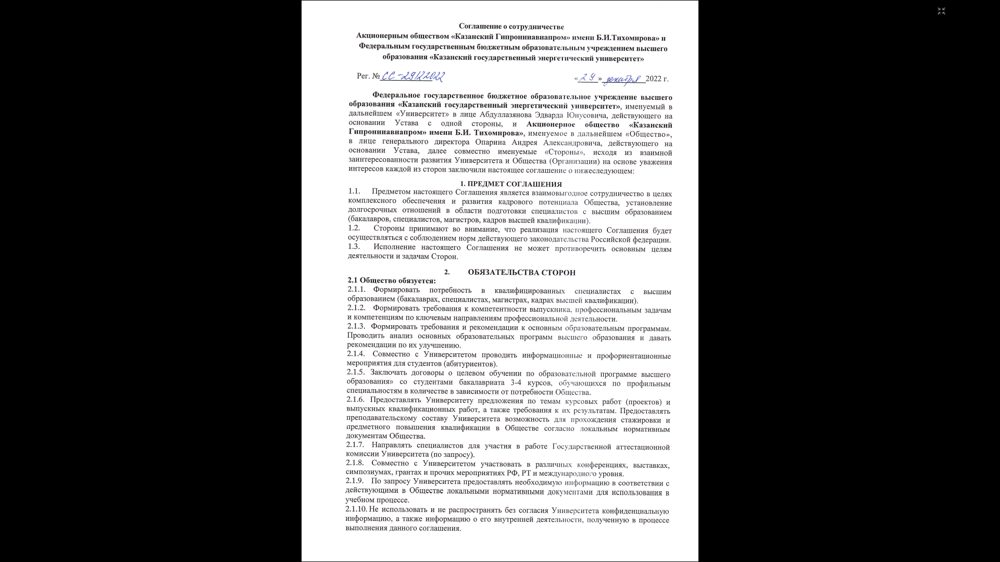 Соглашение о сотрудничестве
Акционерным обществом «Казанский Гипронииавиапром» имени Б.И.Тихомирова» и
Федеральным государственным бюджетным образовательным учреждением высшего
образования «Казанский государственный энергетический университет»
Рег. № СС-29122022 «29» декабря 2022 г.
Федеральное государственное бюджетное образовательное учреждение высшего
образования «Казанский государственный энергетический университет», именуемый в
дальнейшем «Университет» в лице Абдуллазянова Эдварда Юнусовича, действующего на
основании Устава с одной стороны, и Акционерное общество «Казанский
Гипронииавиапром» имени Б.И. Тихомирова», именуемое в дальнейшем «Общество»,
в лице генерального директора Опарина Андрея Александровича, действующего на
основании Устава, далее совместно именуемые «Стороны», исходя из взаимной
заинтересованности развития Университета и Общества (Организации) на основе уважения
интересов каждой из сторон заключили настоящее соглашение о нижеследующем:
1. ПРЕДМЕТ СОГЛАШЕНИЯ
1.1. Предметом настоящего Соглашения является взаимовыгодное сотрудничество в целях
комплексного обеспечения и развития кадрового потенциала Общества, установление
долгосрочных отношений в области подготовки специалистов с высшим образованием
(бакалавров, специалистов, магистров, кадров высшей квалификации).
1.2. Стороны принимают во внимание, что реализация настоящего Соглашения будет
осуществляться с соблюдением норм действующего законодательства Российской федерации.
1.3. Исполнение настоящего Соглашения не может противоречить основным целям
деятельности и задачам Сторон.
2. ОБЯЗАТЕЛЬСТВА СТОРОН
2.1 Общество обязуется:
2.1.1. Формировать потребность в квалифицированных специалистах с высшим
образованием (бакалаврах, специалистах, магистрах, кадрах высшей квалификации).
2.1.2. Формировать требования к компетентности выпускника, профессиональным задачам
и компетенциям по ключевым направлениям профессиональной деятельности.
2.1.3. Формировать требования и рекомендации к основным образовательным программам.
Проводить анализ основных образовательных программ высшего образования и давать
рекомендации по их улучшению.
2.1.4. Совместно с Университетом проводить информационные и профориентационные
мероприятия для студентов (абитуриентов).
2.1.5. Заключать договоры о целевом обучении по образовательной программе высшего
образования» со студентами бакалавриата 3-4 курсов, обучающихся по профильным
специальностям в количестве в зависимости от потребности Общества.
2.1.6. Предоставлять Университету предложения по темам курсовых работ (проектов) и
выпускных квалификационных работ, а также требования к их результатам. Предоставлять
преподавательскому составу Университета возможность для прохождения стажировки и
предметного повышения квалификации в Обществе согласно локальным нормативным
документам Общества.
2.1.7. Направлять специалистов для участия в работе Государственной аттестационной
комиссии Университета (по запросу).
2.1.8. Совместно с Университетом участвовать в различных конференциях, выставках,
симпозиумах, грантах и прочих мероприятиях РФ, РТ и международного уровня.
2.1.9. По запросу Университета предоставлять необходимую информацию в соответствии с
действующими в Обществе локальными нормативными документами для использования в
учебном процессе.
2.1.10. Не использовать и не распространять без согласия Университета конфиденциальную
информацию, а также информацию о его внутренней деятельности, полученную в процессе
выполнения данного соглашения.